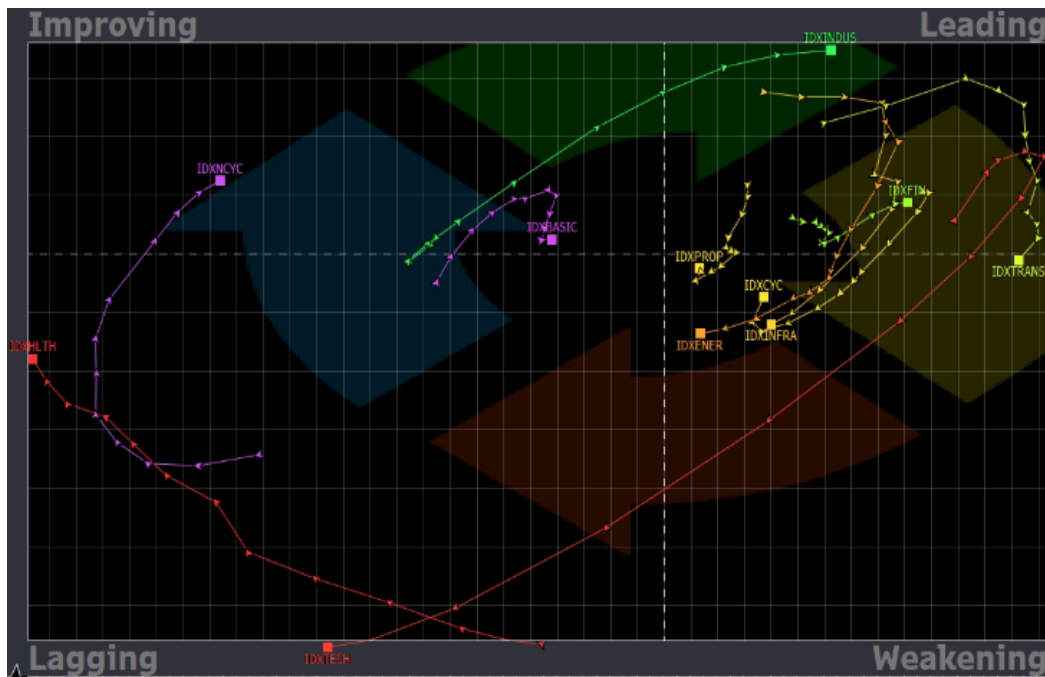 Improving
Leading
IDXINDUS
IDXNCYC
IDXFIN
IDXBASIC
IDXPROP
IDXTRANS
IDXCYC
IDXINFRA
IDXENER
IDXHLTH
IDXTECH
Lagging
Weakening